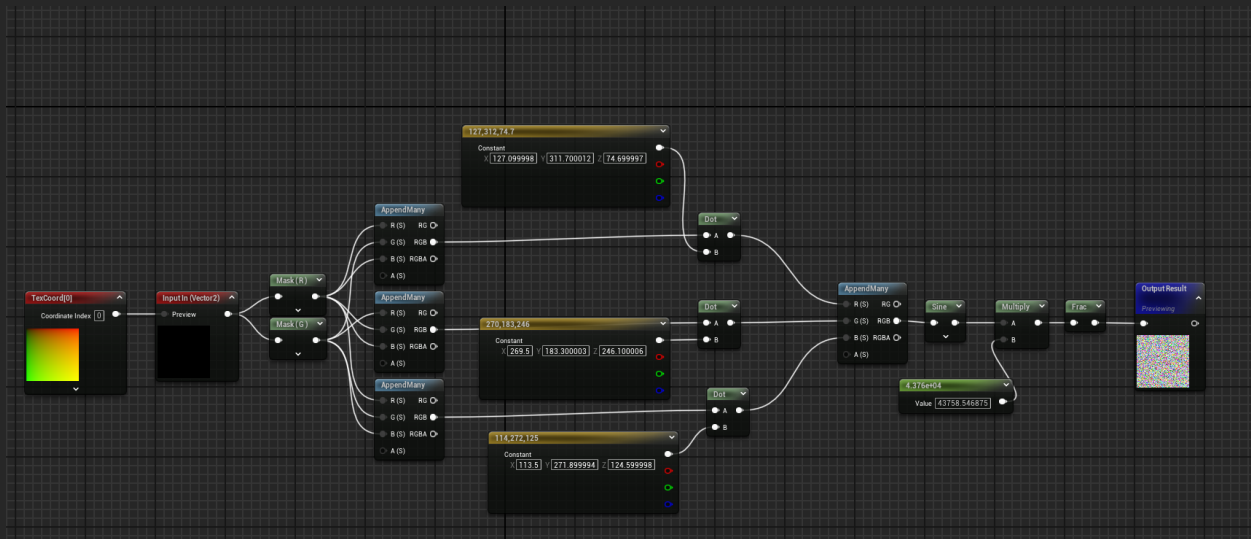 127,312,74.7
Constant
X 127.099998 Y 311.700012 Z 74.699997
AppendMany
R (S) RG
G (S) RGB
B (S) RGBA
A (S)
Dot
A
B
TexCoord[0]
Coordinate Index 0
Input In (Vector2)
Preview
Mask ( R )
Mask ( G )
AppendMany
R (S) RG
G (S) RGB
B (S) RGBA
A (S)
270,183,246
Constant
X 269.5 Y 183.300003 Z 246.100006
Dot
A
B
AppendMany
R (S) RG
G (S) RGB
B (S) RGBA
A (S)
Sine
Multiply
A
B
Frac
Output Result
Previewing
4.376e+04
Value 43758.546875
AppendMany
R (S) RG
G (S) RGB
B (S) RGBA
A (S)
Dot
A
B
114,272,125
Constant
X 113.5 Y 271.899994 Z 124.599998